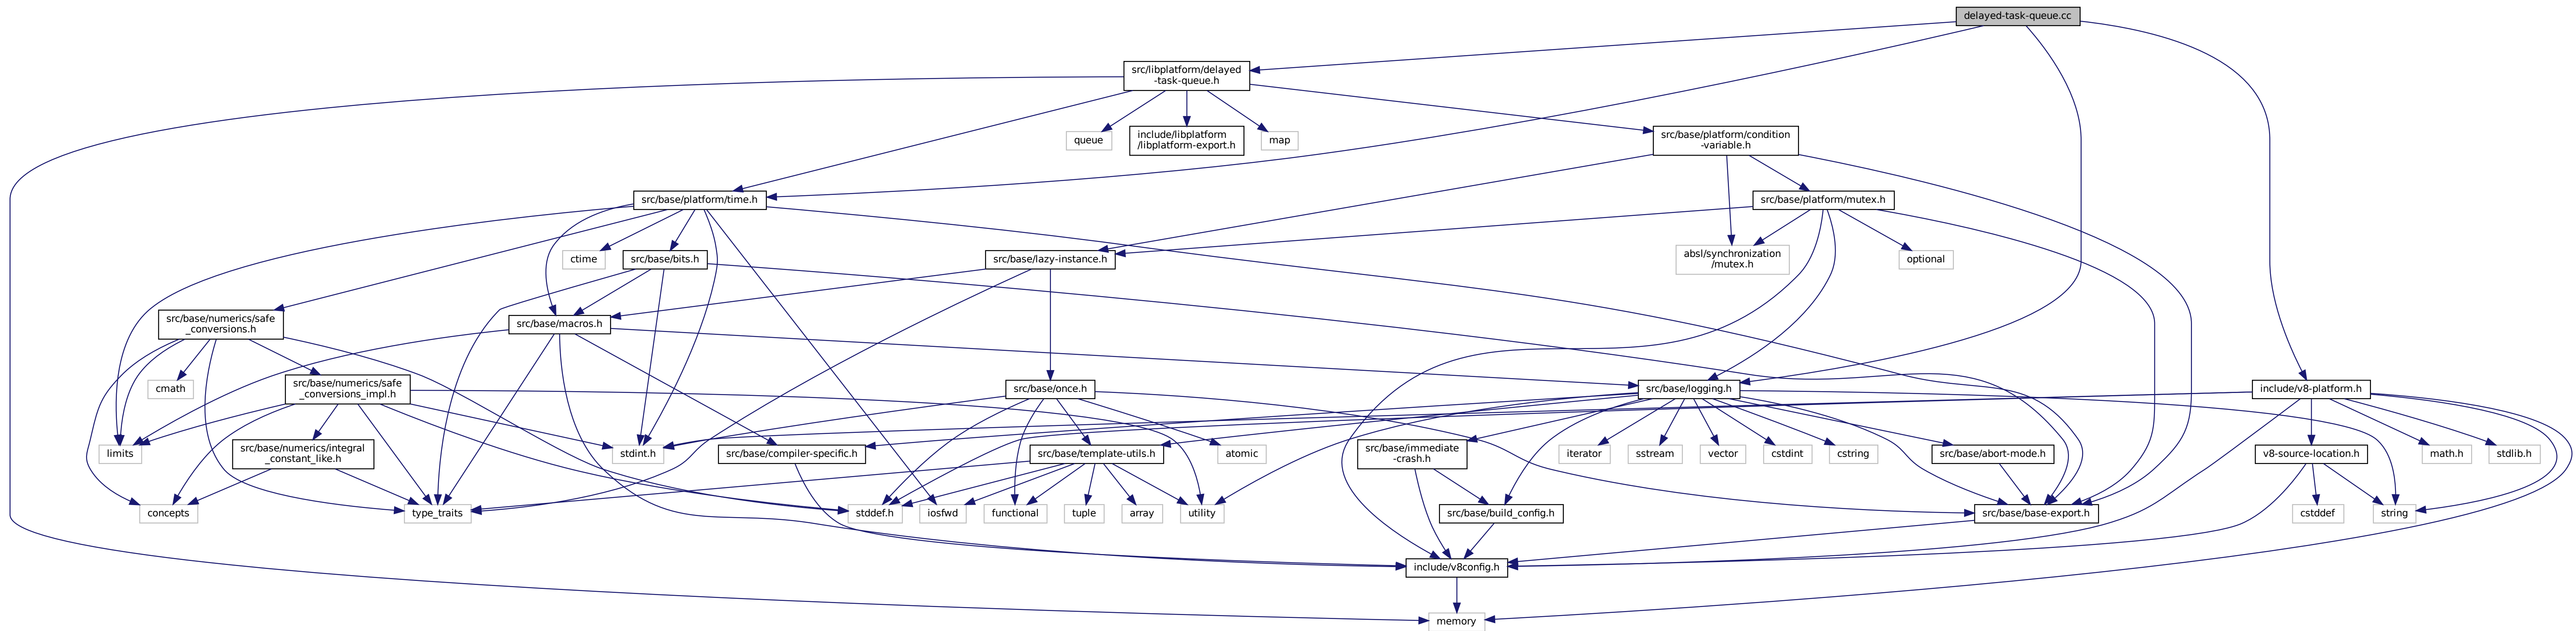 delayed-task-queue.cc
src/libplatform/delayed
-task-queue.h
queue
include/libplatform
/libplatform-export.h
map
src/base/platform/condition
-variable.h
src/base/platform/time.h
src/base/platform/mutex.h
ctime
src/base/bits.h
src/base/lazy-instance.h
absl/synchronization
/mutex.h
optional
src/base/numerics/safe
_conversions.h
src/base/macros.h
cmath
src/base/numerics/safe
_conversions_impl.h
src/base/once.h
src/base/logging.h
include/v8-platform.h
limits
src/base/numerics/integral
_constant_like.h
stdint.h
src/base/compiler-specific.h
src/base/template-utils.h
atomic
src/base/immediate
-crash.h
iterator
sstream
vector
cstdint
cstring
src/base/abort-mode.h
v8-source-location.h
math.h
stdlib.h
concepts
type_traits
stddef.h
iosfwd
functional
tuple
array
utility
src/base/build_config.h
src/base/base-export.h
cstddef
string
include/v8config.h
memory